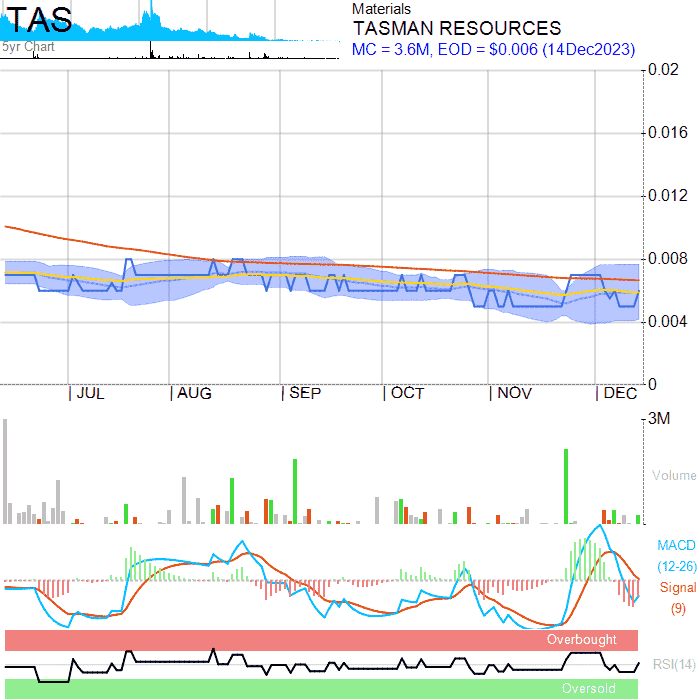 TAS
5yr Chart
Materials
TASMAN RESOURCES
MC = 3.6M, EOD = $0.006 (14Dec2023)
0.02
0.016
0.012
0.008
0.004
0
JUL AUG SEP OCT NOV DEC
3M
Volume
MACD
(12-26)
Signal
(9)
Overbought
RSI(14)
Oversold